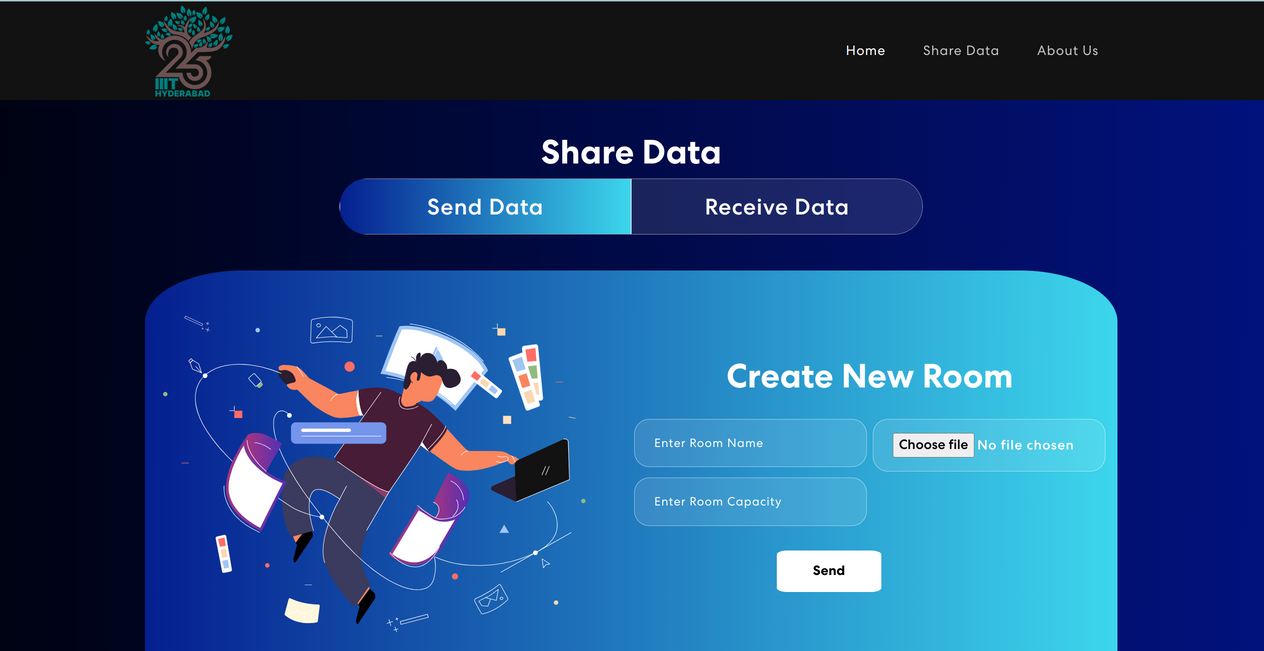 25
IIIT
HYDERABAD
Home
Share Data
About Us
Share Data
Send Data
Receive Data
Create New Room
Enter Room Name
Choose file No file chosen
Enter Room Capacity
Send